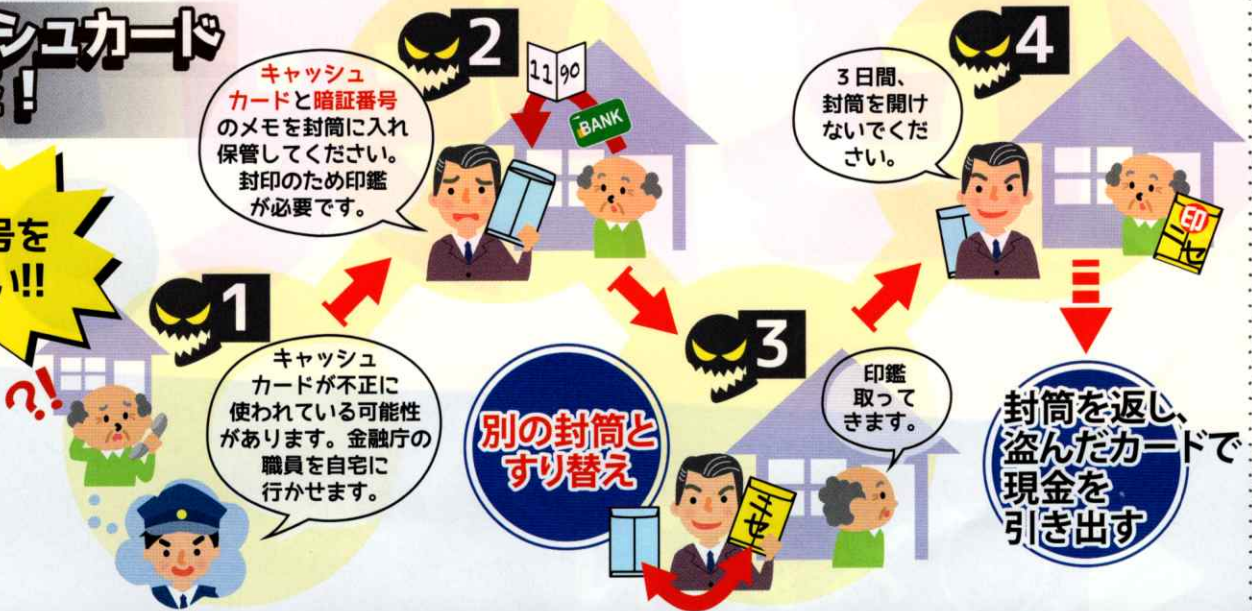 シュカード
!
号を
い!!
1
?!
キャッシュ
カードが不正に
使われている可能性
があります。金融庁の
職員を自宅に
行かせます。
2
キャッシュ
カードと暗証番号
のメモを封筒に入れ
保管してください。
封印のため印鑑
が必要です。
1190
BANK
3
印鑑
取って
きます。
別の封筒と
すり替え
ニセ
4
3日間、
封筒を開け
ないでくだ
さい。
印
ニセ
封筒を返し、
盗んだカードで
現金を
引き出す